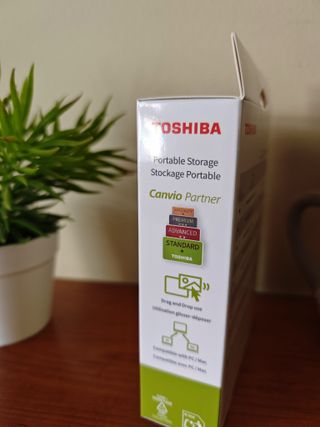 TOSHIBA
Portable Storage
Stockage Portable
Canvio Partner
PREMIUM
ADVANCED
STANDARD
TOSHIBA
Drag and Drop use
Utilisation glisser-déposer
Compatible with PC / Mac
Compatible avec PC / Mac